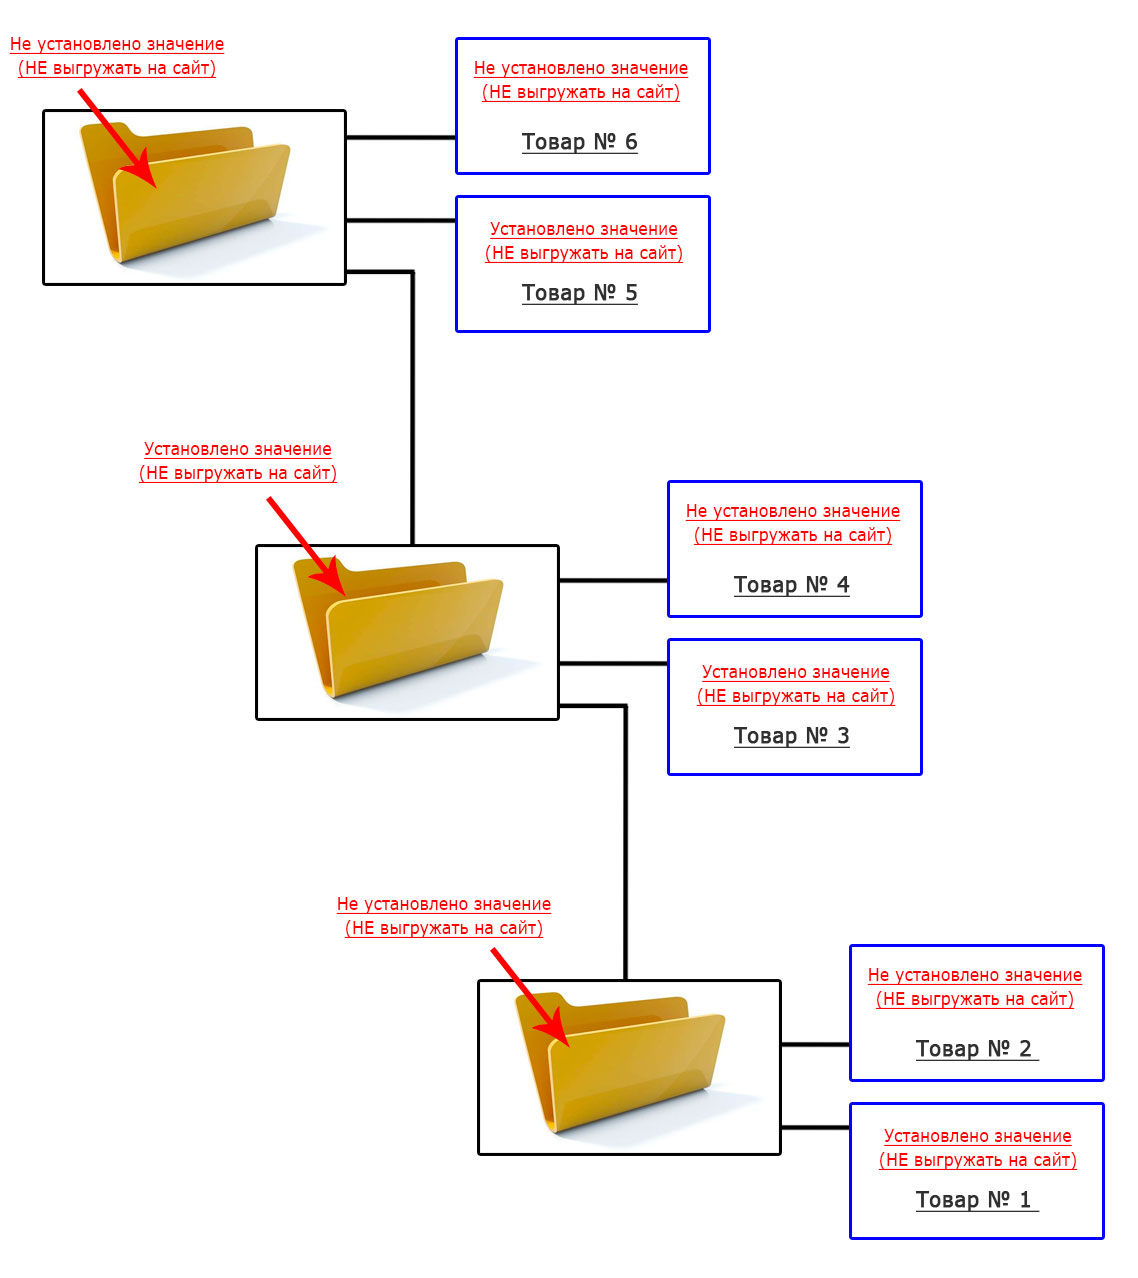 Не установлено значение
(НЕ выгружать на сайт)
Не установлено значение
(НЕ выгружать на сайт)
Товар № 6
Установлено значение
(НЕ выгружать на сайт)
Товар № 5
Установлено значение
(НЕ выгружать на сайт)
Не установлено значение
(НЕ выгружать на сайт)
Товар № 4
Установлено значение
(НЕ выгружать на сайт)
Товар № 3
Не установлено значение
(НЕ выгружать на сайт)
Не установлено значение
(НЕ выгружать на сайт)
Товар № 2
Установлено значение
(НЕ выгружать на сайт)
Товар № 1